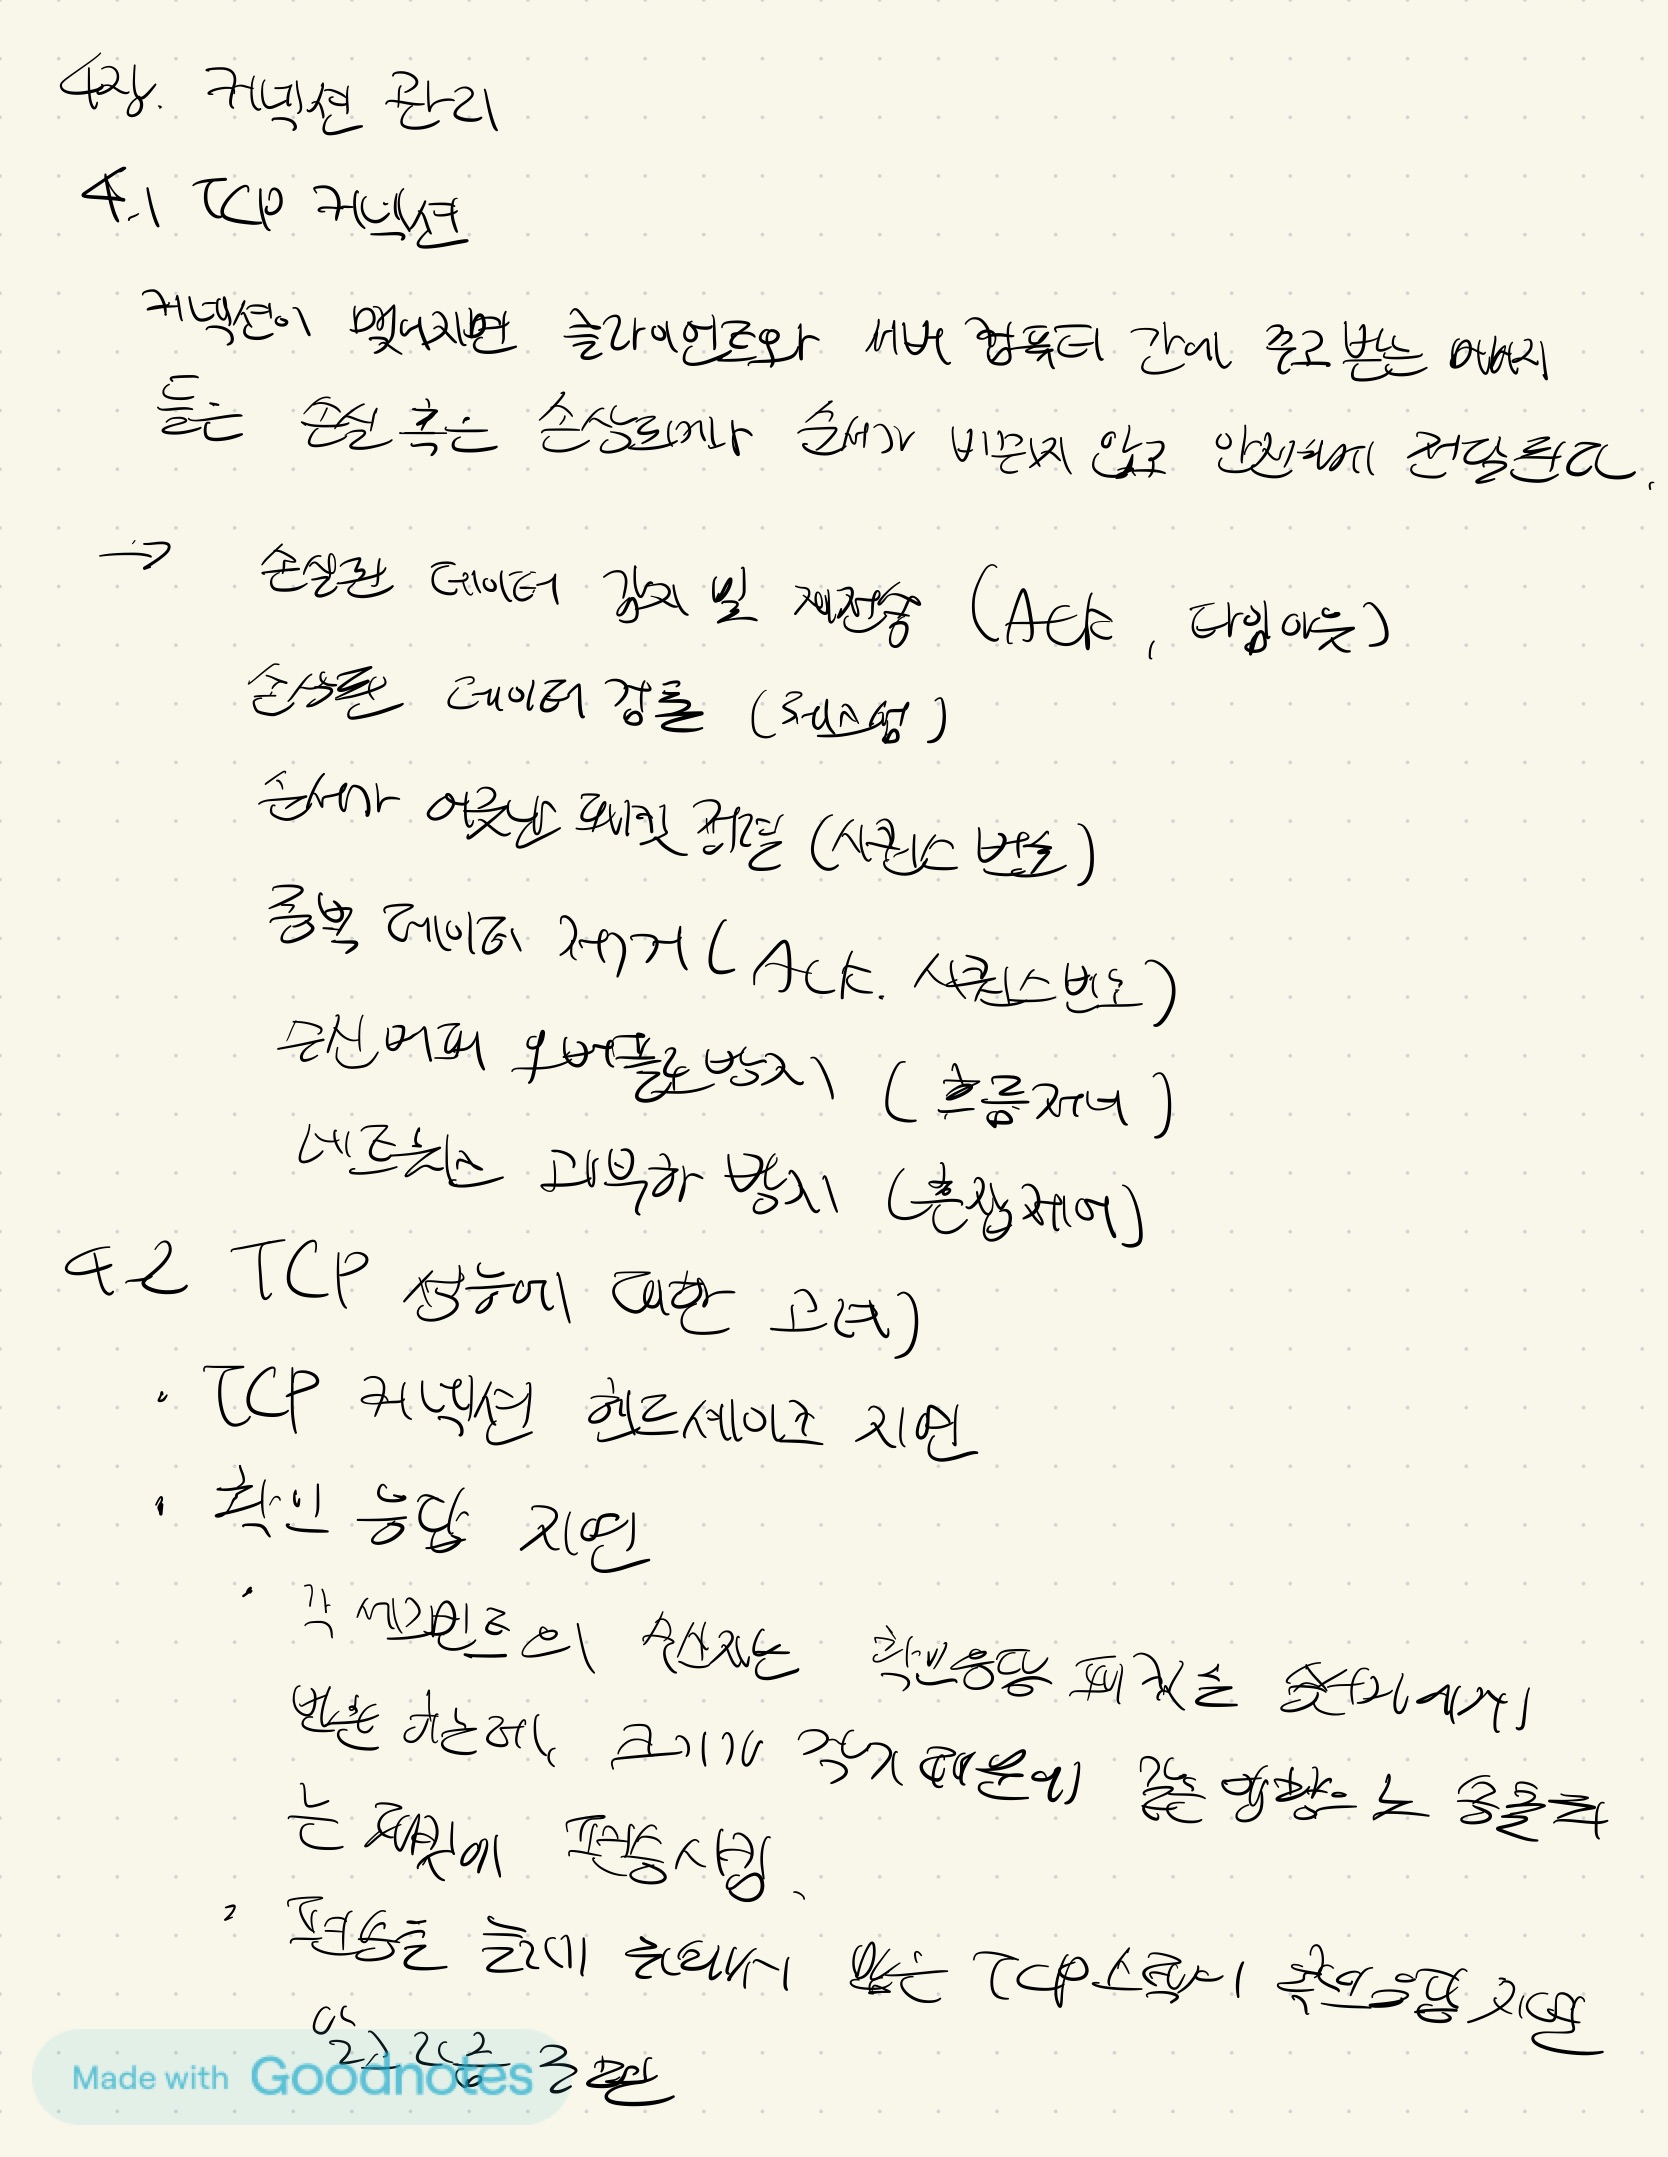 4장. 커넥션 관리
4.1 TCP 커넥션
커넥션이 맺어지면 클라이언트와 서버 컴퓨터 간에 주고 받는 메세지
들은 손실 혹은 손상되거나 순서가 바뀌지 않고 안전하게 전달된다.
→ 손실된 데이터 감지 및 재전송 (Ack, 타임아웃)
손상된 데이터 검출 (체크섬)
순서가 어긋난 패킷 정렬 (시퀀스 번호)
중복 데이터 제거 (Ack. 시퀀스 번호)
수신 버퍼 오버플로 방지 (흐름제어)
네트워크 과부하 방지 (혼잡제어)
4.2 TCP 성능에 대한 고려
· TCP 커넥션 핸드셰이크 지연
· 확인 응답 지연
· 각 세그먼트의 수신자는 확인응답 패킷을 송신자에게
반환 하는데, 크기가 작기 때문에 같은 방향으로 송출되
는 패킷에 편승시킴.
· 편승을 늘리기 위해서 많은 TCP스택에 확인응답 지연
알고리즘 구현
Made with Goodnotes